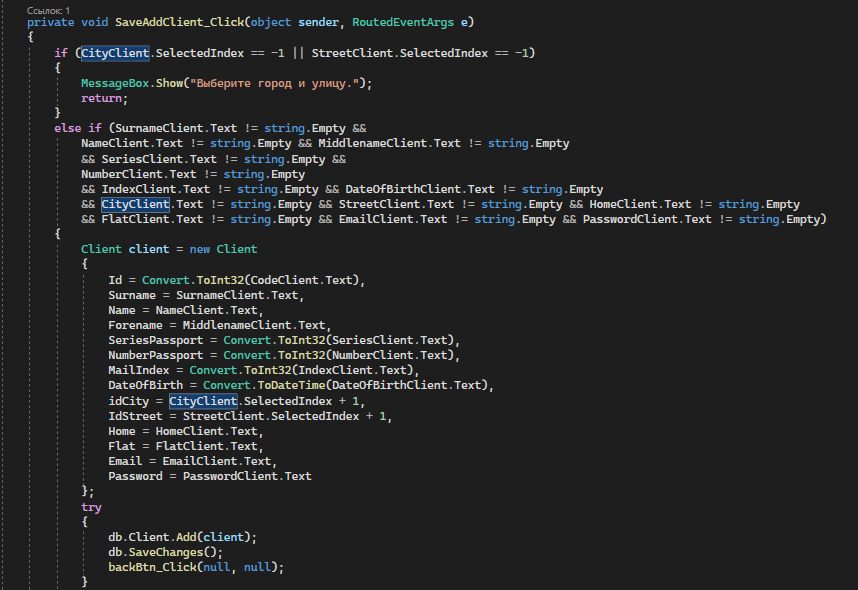 Ссылок: 1
private void SaveAddClient_Click(object sender, RoutedEventArgs e)
{
if (CityClient.SelectedIndex == -1 || StreetClient.SelectedIndex == -1)
{
MessageBox.Show("Выберите город и улицу.");
return;
}
else if (SurnameClient.Text != string.Empty &&
NameClient.Text != string.Empty && MiddlenameClient.Text != string.Empty
&& SeriesClient.Text != string.Empty &&
NumberClient.Text != string.Empty
&& IndexClient.Text != string.Empty && DateOfBirthClient.Text != string.Empty
&& CityClient.Text != string.Empty && StreetClient.Text != string.Empty && HomeClient.Text != string.Empty
&& FlatClient.Text != string.Empty && EmailClient.Text != string.Empty && PasswordClient.Text != string.Empty)
{
Client client = new Client
{
Id = Convert.ToInt32(CodeClient.Text),
Surname = SurnameClient.Text,
Name = NameClient.Text,
Forename = MiddlenameClient.Text,
SeriesPassport = Convert.ToInt32(SeriesClient.Text),
NumberPassport = Convert.ToInt32(NumberClient.Text),
MailIndex = Convert.ToInt32(IndexClient.Text),
DateOfBirth = Convert.ToDateTime(DateOfBirthClient.Text),
idCity = CityClient.SelectedIndex + 1,
IdStreet = StreetClient.SelectedIndex + 1,
Home = HomeClient.Text,
Flat = FlatClient.Text,
Email = EmailClient.Text,
Password = PasswordClient.Text
};
try
{
db.Client.Add(client);
db.SaveChanges();
backBtn_Click(null, null);
}